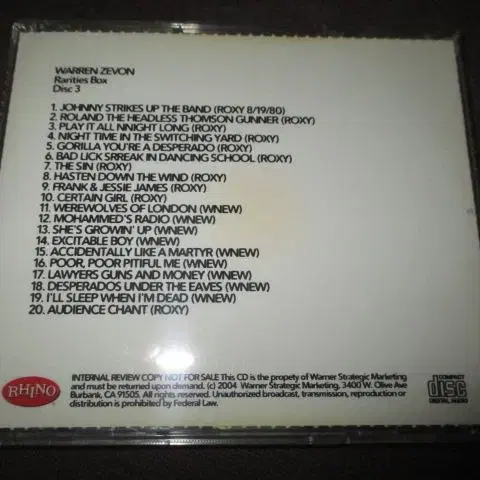 WARREN ZEVON
Rarities Box
Disc 3
1. JOHNNY STRIKES UP THE BAND (ROXY 8/19/80)
2. ROLAND THE HEADLESS THOMSON GUNNER (ROXY)
3. PLAY IT ALL NNIGHT LONG (ROXY)
4. NIGHT TIME IN THE SWITCHING YARD (ROXY)
5. GORILLA YOU'RE A DESPERADO (ROXY)
6. BAD LICK SRREAK IN DANCING SCHOOL (ROXY)
7. THE SIN (ROXY)
8. HASTEN DOWN THE WIND (ROXY)
9. FRANK & JESSIE JAMES (ROXY)
10. CERTAIN GIRL (ROXY)
11. WEREWOLVES OF LONDON (WNEW)
12. MOHAMMED'S RADIO (WNEW)
13. SHE'S GROWIN' UP (WNEW)
14. EXCITABLE BOY (WNEW)
15. ACCIDENTALLY LIKE A MARTYR (WNEW)
16. POOR, POOR PITIFUL ME (WNEW)
17. LAWYERS GUNS AND MONEY (WNEW)
18. DESPERADOS UNDER THE EAVES (WNEW)
19. I'LL SLEEP WHEN I'M DEAD (WNEW)
20. AUDIENCE CHANT (ROXY)
RHINO
INTERNAL REVIEW COPY NOT FOR SALE This CD is the propety of Warner Strategic Marketing
and must be returned upon demand. (c) 2004 Warner Strategic Marketing, 3400 W. Olive Ave
Burbank, CA 91505. All rights reserved. Unauthorized broadcast, transmission, reproduction or
distribution is prohibited by Federal Law.
COMPACT
disc
DIGITAL AUDIO